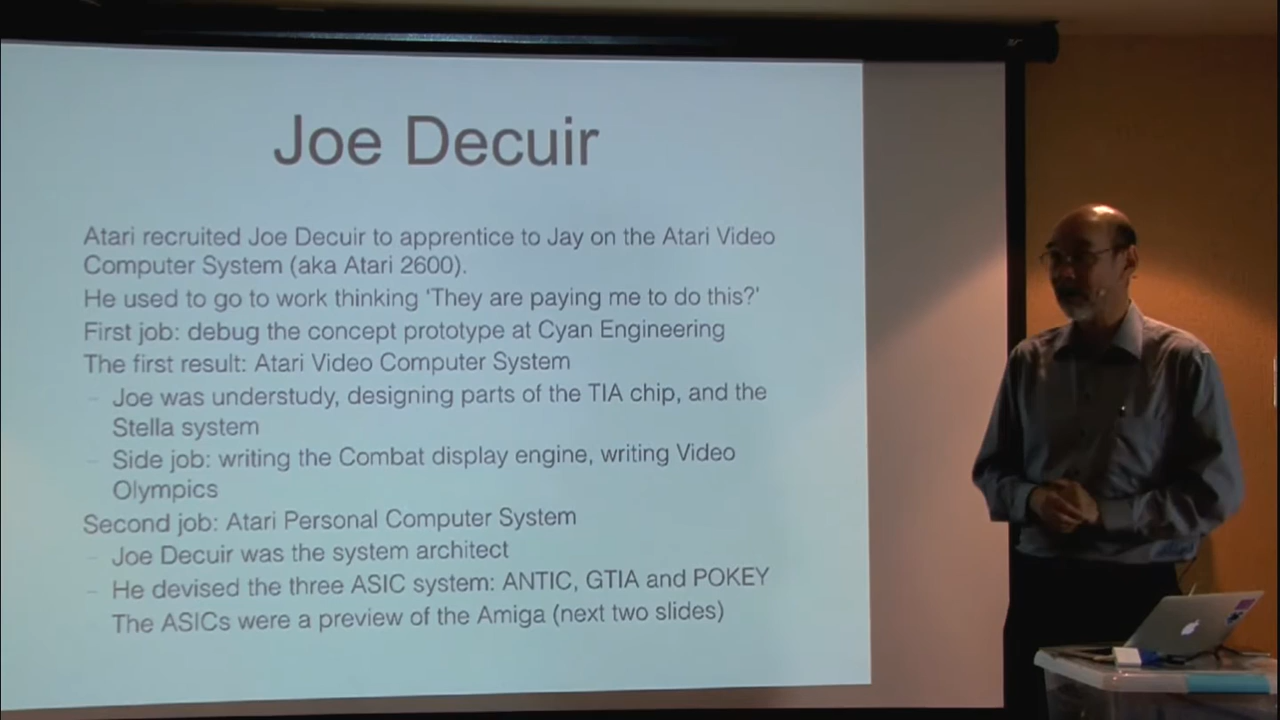 Joe Decuir
Atari recruited Joe Decuir to apprentice to Jay on the Atari Video
Computer System (aka Atari 2600).
He used to go to work thinking 'They are paying me to do this?'
First job: debug the concept prototype at Cyan Engineering
The first result: Atari Video Computer System
– Joe was understudy, designing parts of the TIA chip, and the
Stella system
– Side job: writing the Combat display engine, writing Video
Olympics
Second job: Atari Personal Computer System
– Joe Decuir was the system architect
– He devised the three ASIC system: ANTIC, GTIA and POKEY
The ASICs were a preview of the Amiga (next two slides)